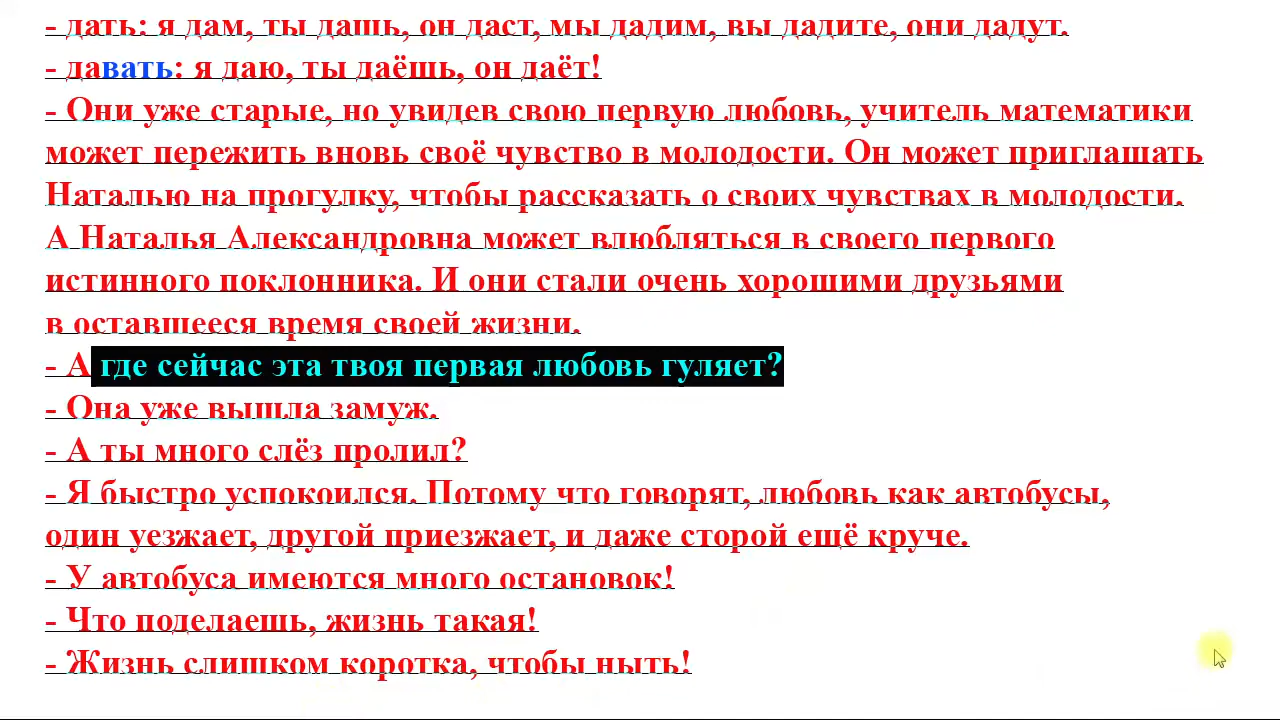 - дать: я дам, ты дашь, он даст, мы дадим, вы дадите, они дадут.
- давать: я даю, ты даёшь, он даёт!
- Они уже старые, но увидев свою первую любовь, учитель математики
может пережить вновь своё чувство в молодости. Он может приглашать
Наталью на прогулку, чтобы рассказать о своих чувствах в молодости.
А Наталья Александровна может влюбляться в своего первого
истинного поклонника. И они стали очень хорошими друзьями
в оставшееся время своей жизни.
- А где сейчас эта твоя первая любовь гуляет?
- Она уже вышла замуж.
- А ты много слёз пролил?
- Я быстро успокоился. Потому что говорят, любовь как автобусы,
один уезжает, другой приезжает, и даже сторой ещё круче.
- У автобуса имеются много остановок!
- Что поделаешь, жизнь такая!
- Жизнь слишком коротка, чтобы ныть!